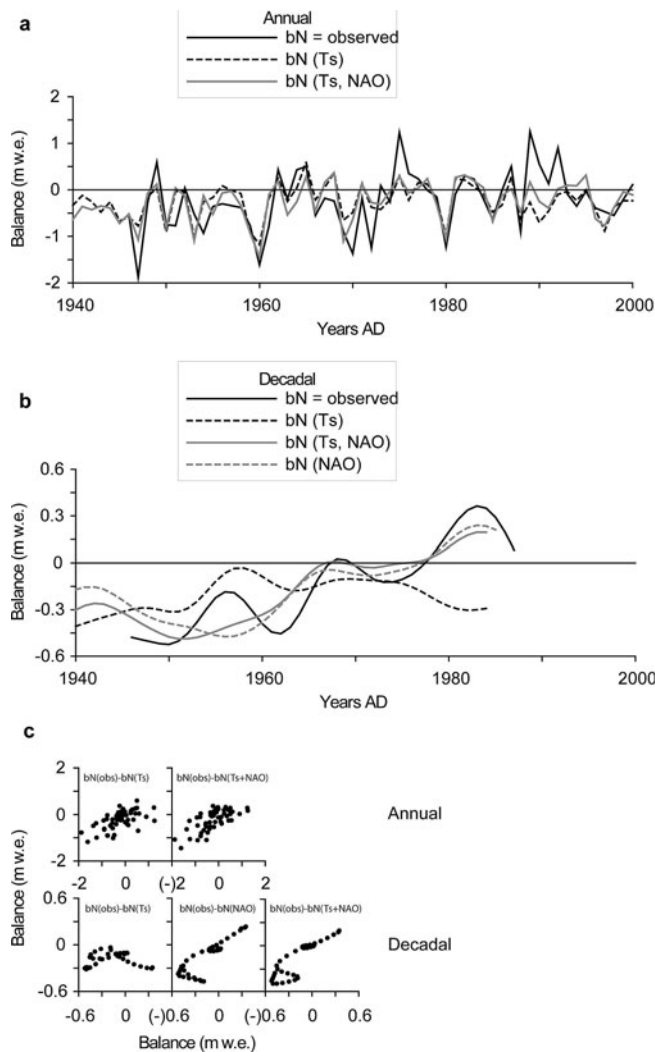 a
Annual
bN = observed
bN (Ts)
bN (Ts, NAO)
2
1
0
-1
-2
Balance (m w.e.)
1940 1960 1980 2000
Years AD
b
Decadal
bN = observed
bN (Ts)
bN (Ts, NAO)
bN (NAO)
0.6
0.3
0
-0.3
-0.6
Balance (m w.e.)
1940 1960 1980 2000
Years AD
c
2 bN(obs)-bN(Ts) bN(obs)-bN(Ts+NAO)
0 Annual
-2
-2 0 (-)2 0 2
0.6 bN(obs)-bN(Ts) bN(obs)-bN(NAO) bN(obs)-bN(Ts+NAO)
0 Decadal
-0.6
-0.6 0 (-)0.6 0 (-)0.6 0 0.6
Balance (m w.e.)
Balance (m w.e.)